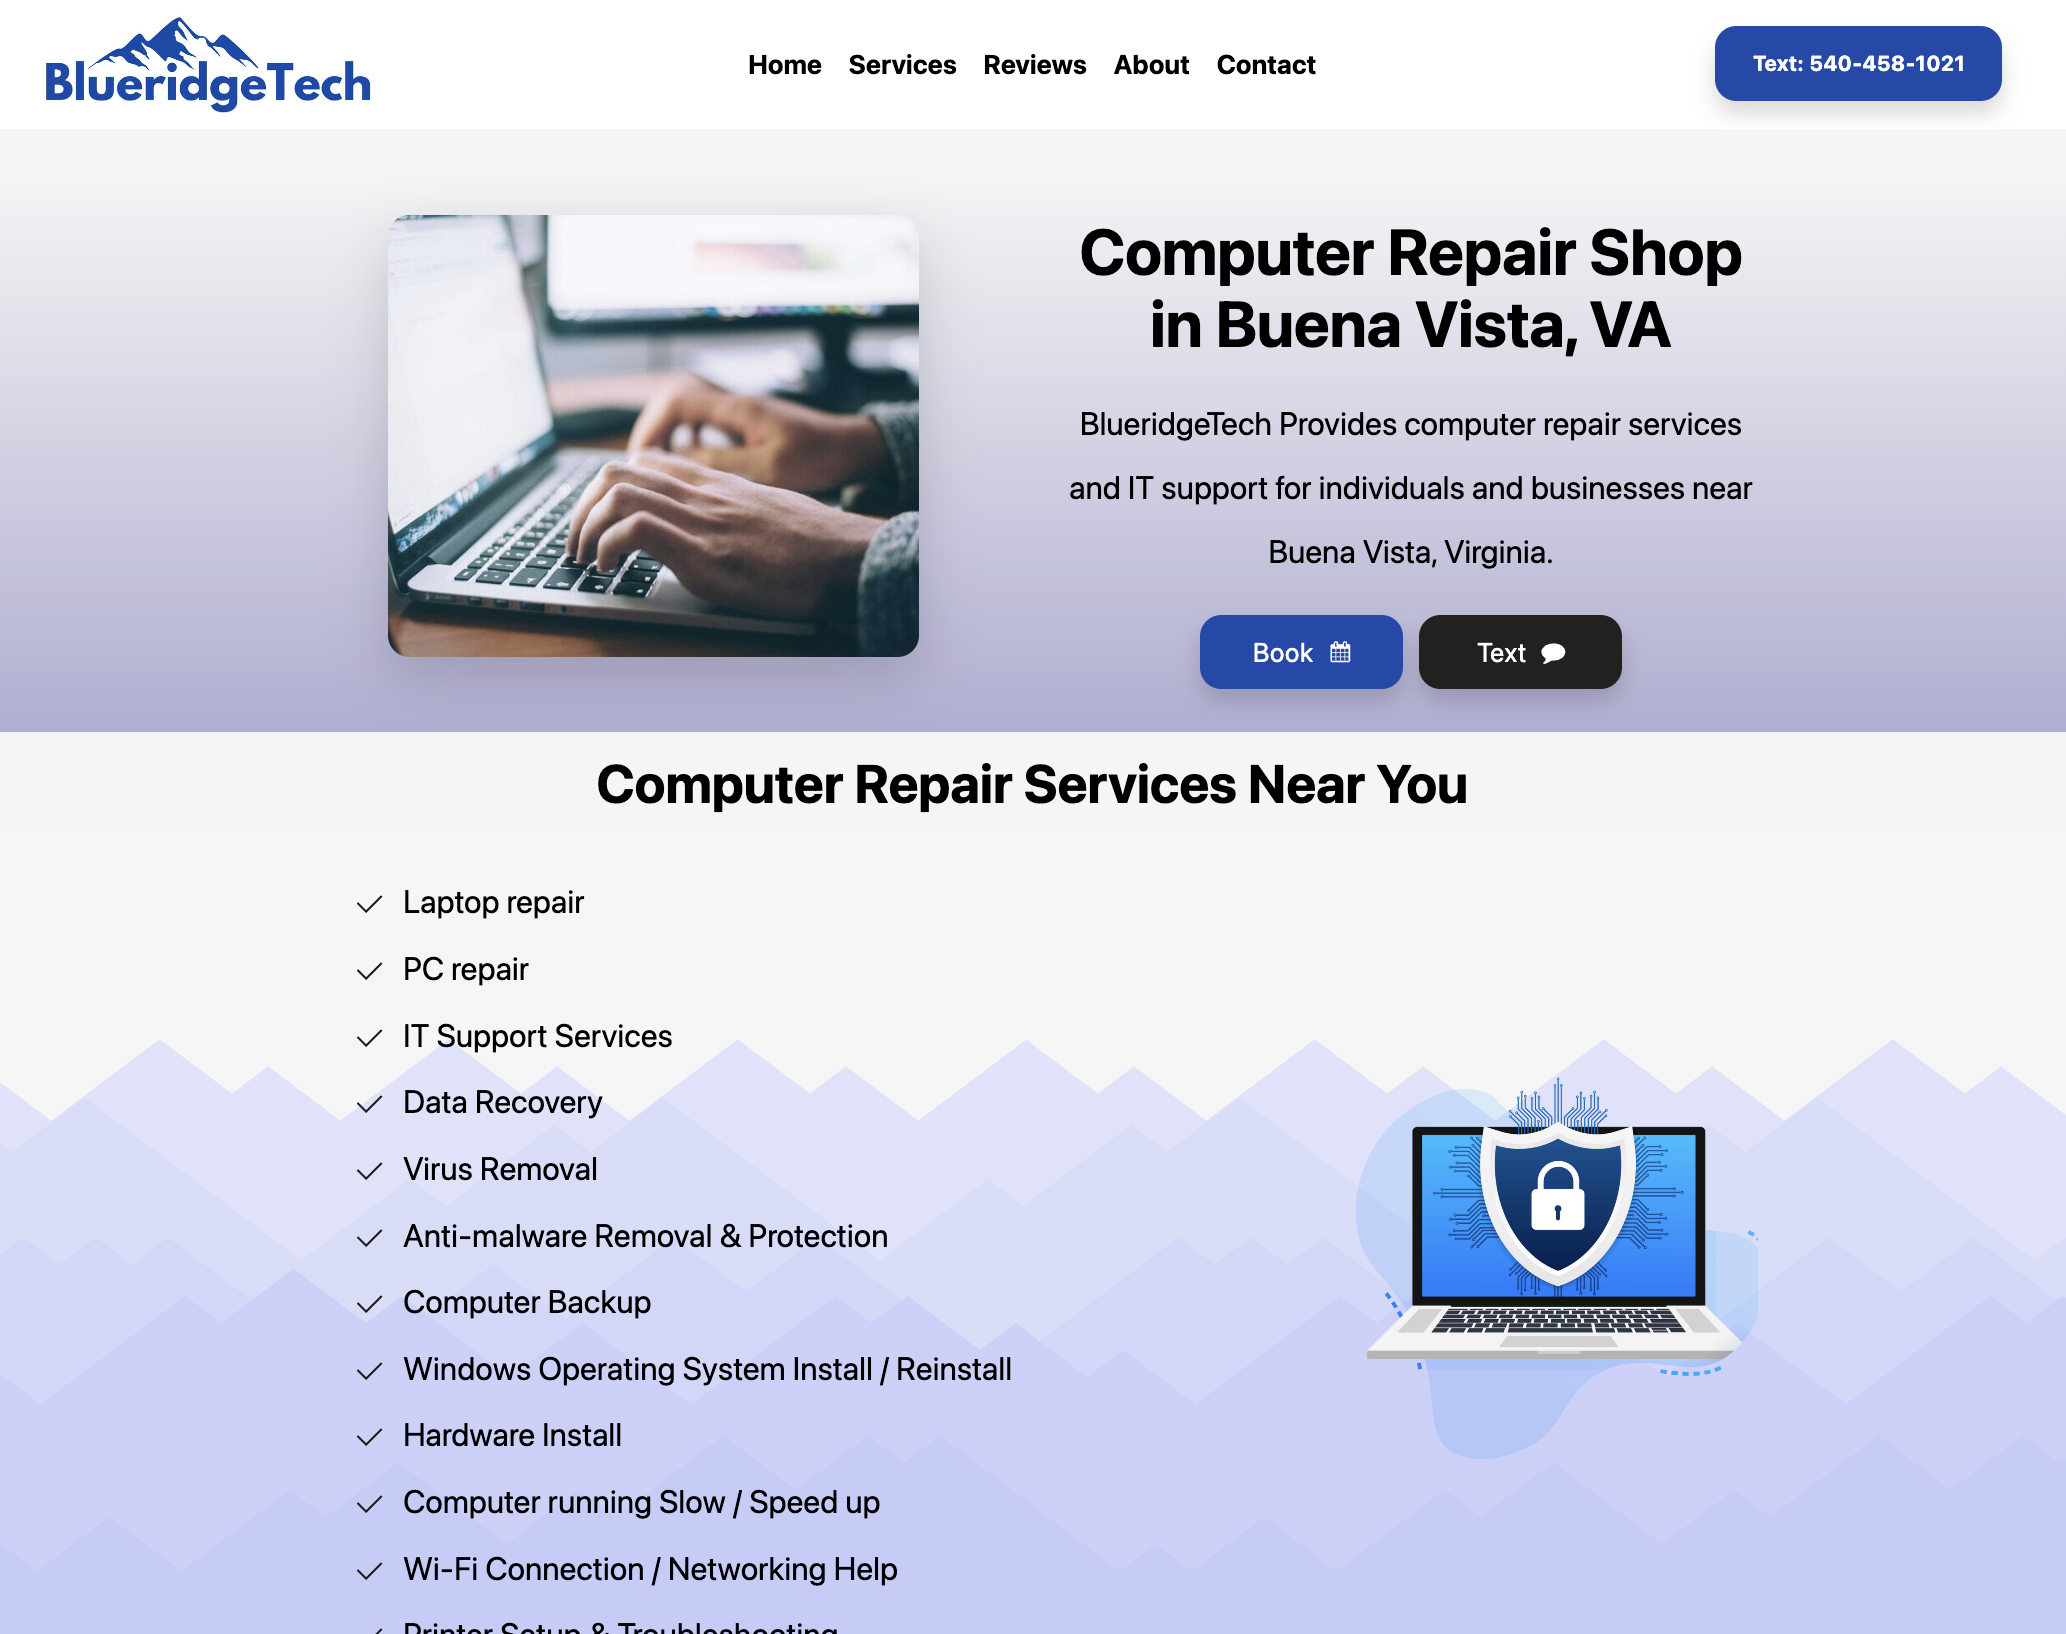 BlueridgeTech
Home Services Reviews About Contact
Text: 540-458-1021
Computer Repair Shop
in Buena Vista, VA
BlueridgeTech Provides computer repair services
and IT support for individuals and businesses near
Buena Vista, Virginia.
Book
Text
Computer Repair Services Near You
Laptop repair
PC repair
IT Support Services
Data Recovery
Virus Removal
Anti-malware Removal & Protection
Computer Backup
Windows Operating System Install / Reinstall
Hardware Install
Computer running Slow / Speed up
Wi-Fi Connection / Networking Help
Printer Setup & Troubleshooting